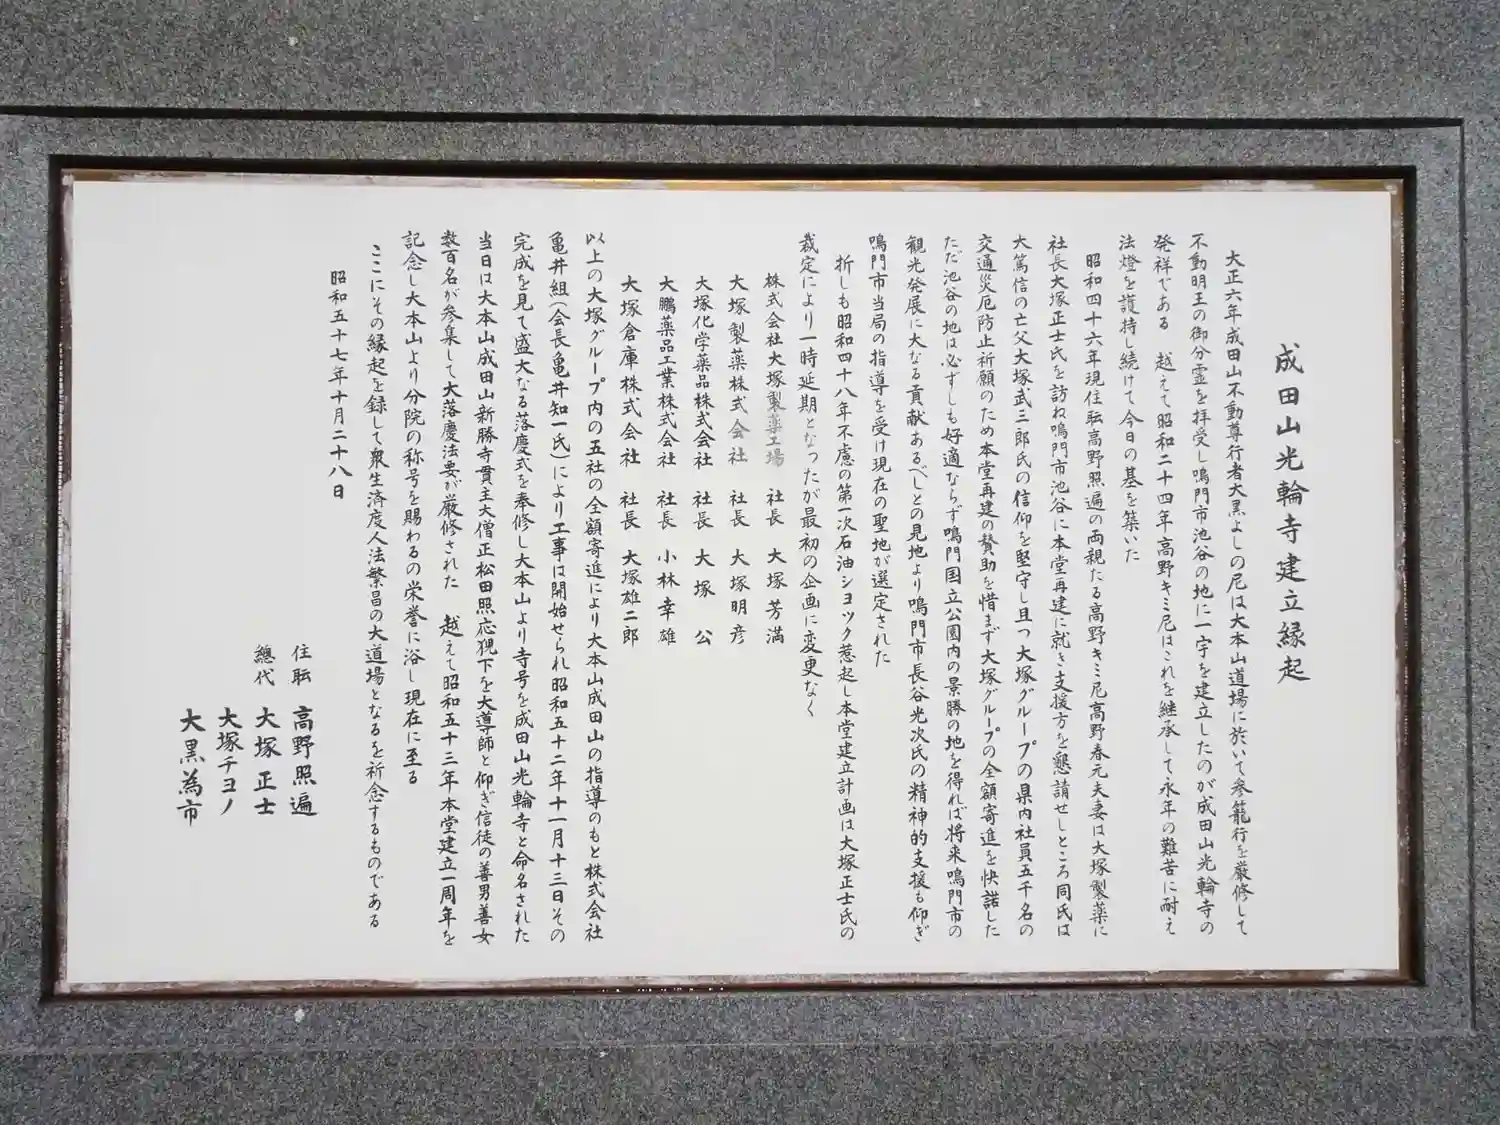 成田山光輪寺建立縁起
大正六年成田山不動尊行者大黒よしの尼は大本山道場に於いて参籠行を厳修して
不動明王の御分霊を拝受し鳴門市池谷の地に一宇を建立したのが成田山光輪寺の
発祥である 越えて昭和二十四年高野キミ尼はこれを継承して永年の難苦に耐え
法燈を護持し続けて今日の基を築いた
昭和四十六年現住耘高野照遍の両親たる高野キミ尼高野春元夫妻は大塚製薬に
社長大塚正士氏を訪ね鳴門市池谷に本堂再建に就き支援方を懇請せしところ同氏は
大篤信の亡父大塚武三郎氏の信仰を堅守し且つ大塚グループの県内社員五千名の
交通災厄防止祈願のため本堂再建の賛助を惜まず大塚グループの全額寄進を快諾した
ただ池谷の地は必ずしも好適ならず鳴門国立公園内の景勝の地を得れば将来鳴門市の
観光発展に大なる貢献あるべしとの見地より鳴門市長谷光次氏の精神的支援も仰ぎ
鳴門市当局の指導を受け現在の聖地が選定された
折しも昭和四十八年不慮の第一次石油ショック惹起し本堂建立計画は大塚正士氏の
裁定により一時延期となったが最初の企画に変更なく
株式会社大塚製薬工場 社長 大塚芳満
大塚製薬株式会社 社長 大塚明彦
大塚化学薬品株式会社 社長 大塚 公
大鵬薬品工業株式会社 社長 小林幸雄
大塚倉庫株式会社 社長 大塚雄二郎
以上の大塚グループ内の五社の全額寄進により大本山成田山の指導のもと株式会社
亀井組(会長亀井知一氏)により工事は開始せられ昭和五十二年十一月十三日その
完成を見て盛大なる落慶式を奉修し大本山より寺号を成田山光輪寺と命名された
当日は大本山成田山新勝寺貫主大僧正松田照応猊下を大導師と仰ぎ信徒の善男善女
数百名が参集して大落慶法要が厳修された 越えて昭和五十三年本堂建立一周年を
記念し大本山より分院の称号を賜わるの栄誉に浴し現在に至る
ここにその縁起を録して衆生済度人法繁昌の大道場となるを祈念するものである
昭和五十七年十月二十八日
住耘 高野照遍
總代 大塚正士
大塚チヨノ
大黒為市